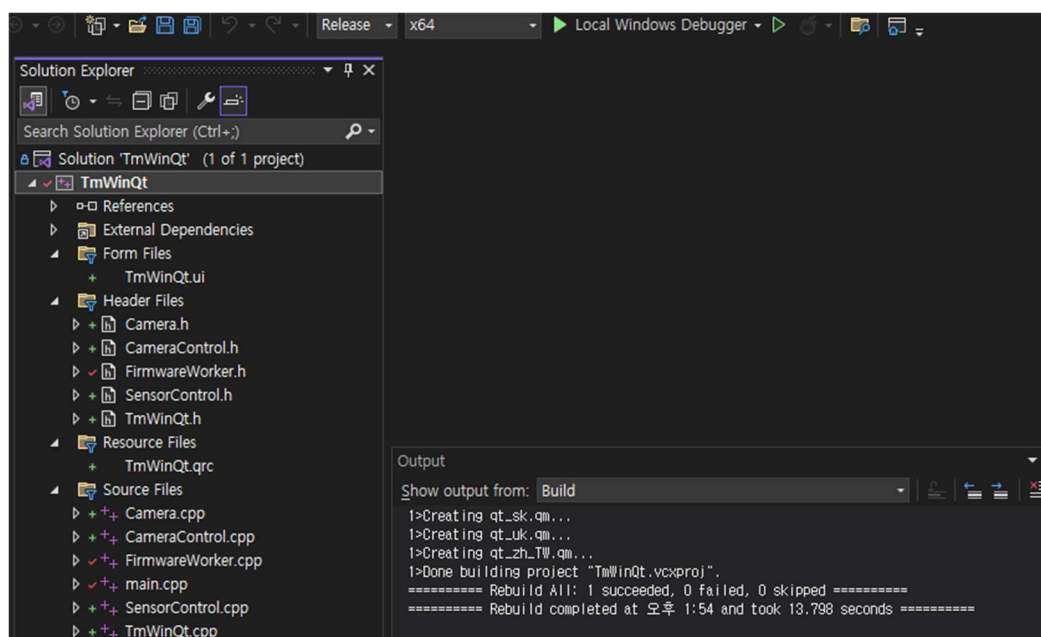 Release x64 Local Windows Debugger
Solution Explorer
Search Solution Explorer (Ctrl+;)
Solution 'TmWinQt' (1 of 1 project)
TmWinQt
References
External Dependencies
Form Files
TmWinQt.ui
Header Files
Camera.h
CameraControl.h
FirmwareWorker.h
SensorControl.h
TmWinQt.h
Resource Files
TmWinQt.qrc
Source Files
Camera.cpp
CameraControl.cpp
FirmwareWorker.cpp
main.cpp
SensorControl.cpp
TmWinQt.cpp
Output
Show output from: Build
1>Creating qt_sk.qm...
1>Creating qt_uk.qm...
1>Creating qt_zh_TW.qm...
1>Done building project "TmWinQt.vcxproj".
========== Rebuild All: 1 succeeded, 0 failed, 0 skipped ==========
========== Rebuild completed at 오후 1:54 and took 13.798 seconds ==========